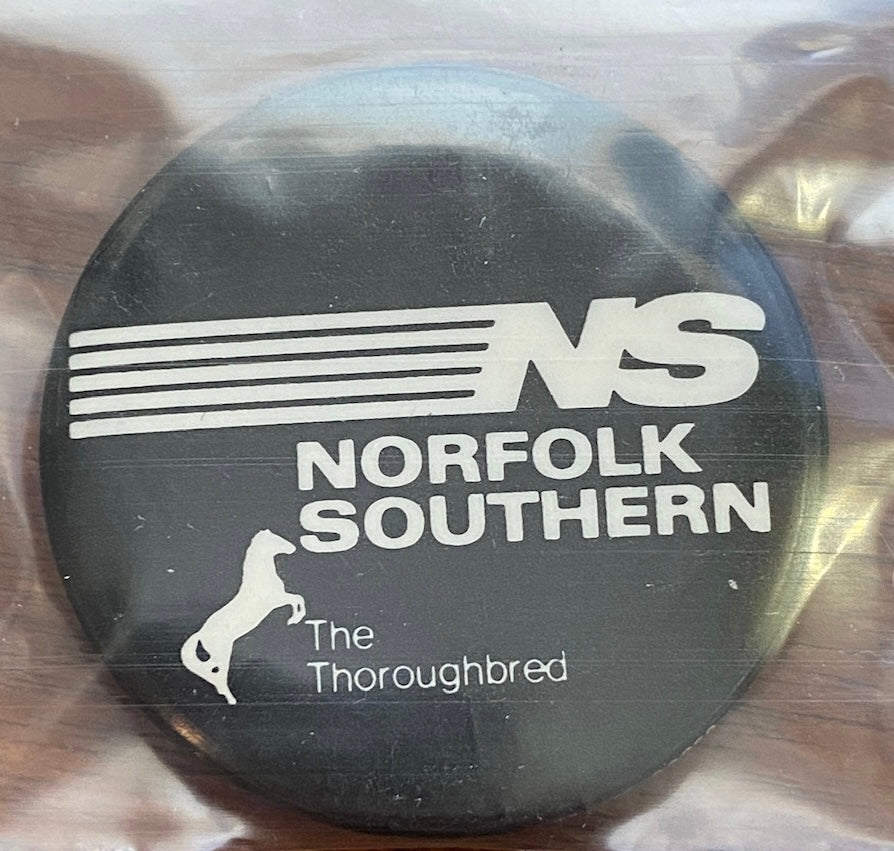 NS
NORFOLK
SOUTHERN
The
Thoroughbred